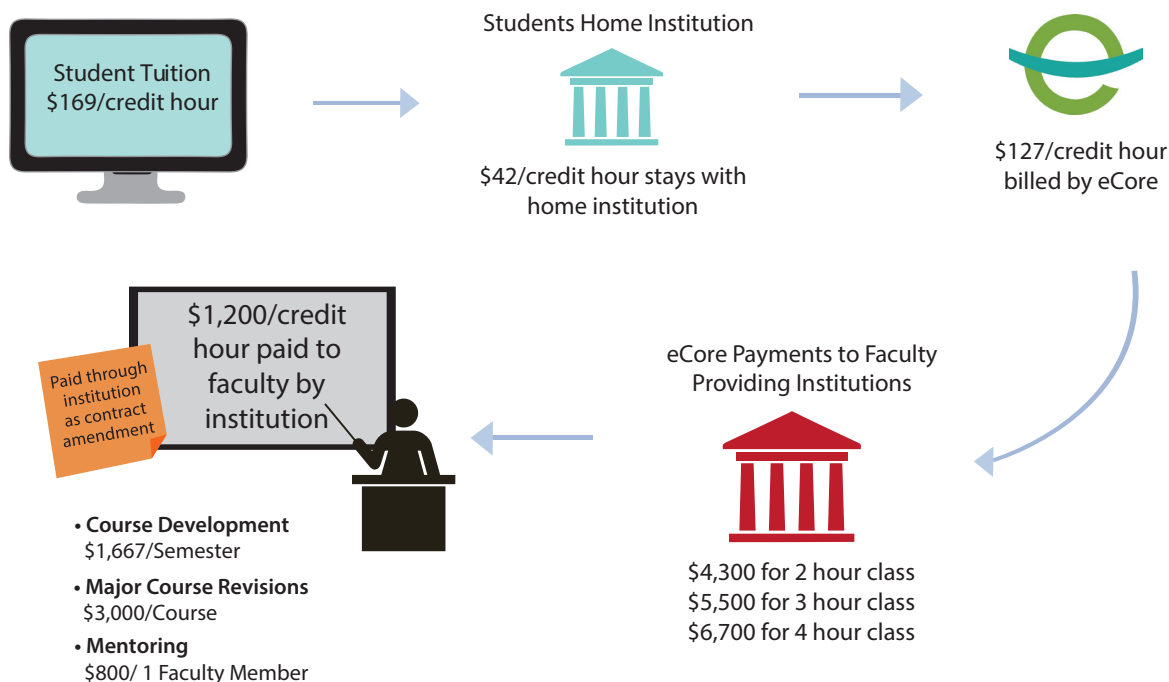 Student Tuition
$169/credit hour
Students Home Institution
$42/credit hour stays with
home institution
$127/credit hour
billed by eCore
eCore Payments to Faculty
Providing Institutions
$4,300 for 2 hour class
$5,500 for 3 hour class
$6,700 for 4 hour class
$1,200/credit
hour paid to
faculty by
institution
Paid through
institution
as contract
amendment
• Course Development
$1,667/Semester
• Major Course Revisions
$3,000/Course
• Mentoring
$800/ 1 Faculty Member